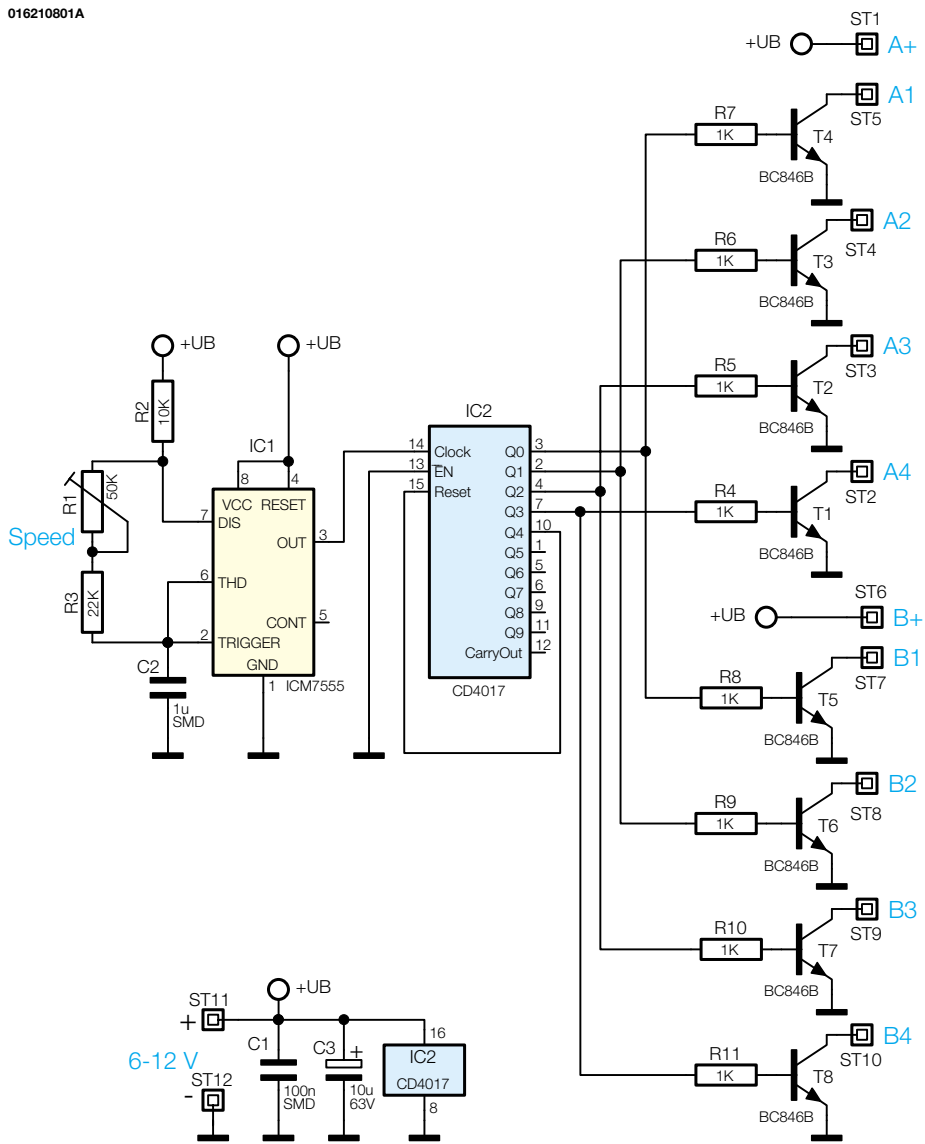 016210801A
ST1
+UB
A+
A1
ST5
R7
1K
T4
BC846B
A2
ST4
R6
1K
T3
BC846B
A3
ST3
R5
1K
T2
BC846B
A4
ST2
R4
1K
T1
BC846B
+UB
+UB
R2
10K
R1
50K
Speed
R3
22K
C2
1u
SMD
IC1
8
4
VCC RESET
7
DIS
OUT
3
6
THD
CONT
5
2
TRIGGER
GND
1
ICM7555
IC2
14
Clock
Q0
3
13
EN
Q1
2
15
Reset
Q2
4
Q3
7
Q4
10
Q5
1
Q6
5
Q7
6
Q8
9
Q9
11
CarryOut
12
CD4017
ST6
+UB
B+
B1
ST7
R8
1K
T5
BC846B
B2
ST8
R9
1K
T6
BC846B
B3
ST9
R10
1K
T7
BC846B
B4
ST10
R11
1K
T8
BC846B
+UB
ST11
+
6-12 V
ST12
-
C1
100n
SMD
C3
+
10u
63V
16
IC2
CD4017
8